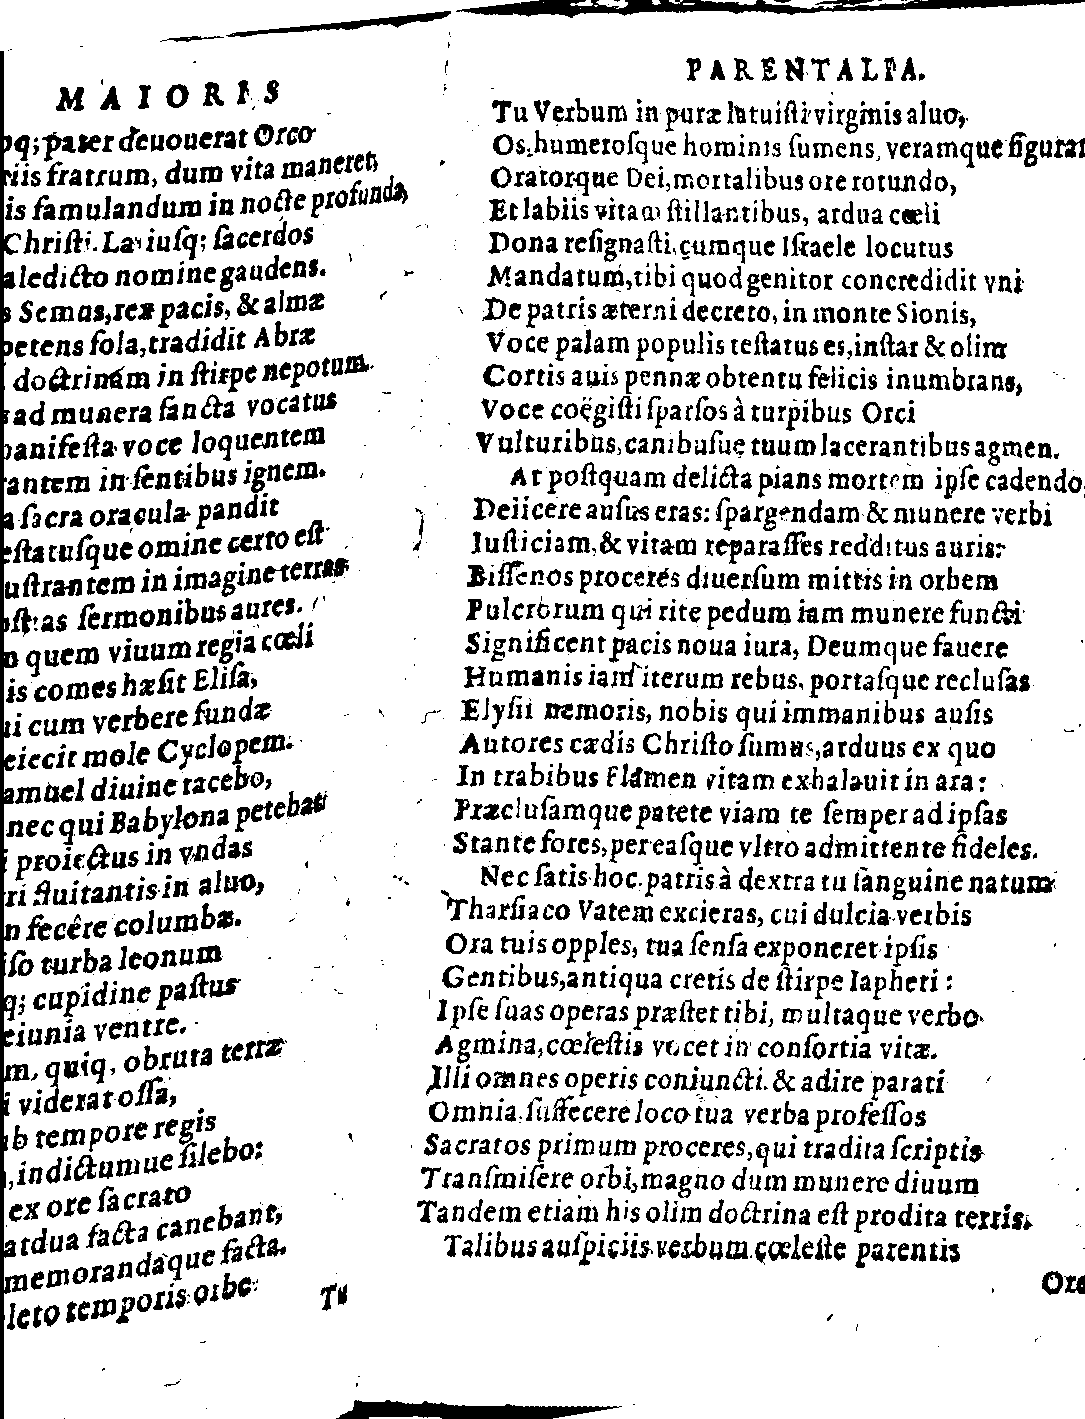 MAIORIS
q; pater deuouerat Orco
riis fratrum, dum vita maneret,
is famulandum in nocte profunda,
Chriſti. Laiuſq; ſacerdos
aledicto nomine gaudens.
s Semus, rex pacis, & almæ
petens ſola, tradidit Abræ
doctrinam in ſtirpe nepotum.
ad munera ſancta vocatus
anifeſta voce loquentem
rantem in ſentibus ignem.
a ſacra oracula pandit
eſtatuſque omine certo eſt
uſtrantem in imagine terras
oſtras ſermonibus aures.
quem viuum regia cœli
is comes hæſit Eliſa,
ui cum verbere fundæ
eiecit mole Cyclopem.
amuel diuine tacebo,
nec qui Babylona petebat
i proiectus in vndas
ri fluitantis in aluo,
n fecêre columbæ.
iſo turba leonum
q; cupidine paſtus
eiunia ventre.
m, quiq, obruta terræ
i viderat oſſa,
ub tempore regis
, indictumue ſilebo:
ex ore ſacrato
ardua facta canebant,
memorandaque facta.
leto temporis orbe
Tu
PARENTALIA.
Tu Verbum in puræ latuiſti virginis aluo,
Os, humeroſque hominis ſumens, veramque figurat
Oratorque Dei, mortalibus ore rotundo,
Et labiis vitam ſtillantibus, ardua cœli
Dona reſignaſti, cumque Iſraele locutus
Mandatum, tibi quod genitor concredidit vni
De patris æterni decreto, in monte Sionis,
Voce palam populis teſtatus es, inſtar & olim
Cortis auis pennæ obtentu felicis inumbrans,
Voce coëgiſti ſparſos à turpibus Orci
Vulturibus, canibuſue tuum lacerantibus agmen.
At poſtquam delicta pians mortem ipſe cadendo
Deiicere auſus eras: ſpargendam & munere verbi
Iuſticiam, & vitam reparaſſes redditus auris:
Biſſenos proceres diuerſum mittis in orbem
Pulcrorum qui rite pedum iam munere functi
Significent pacis noua iura, Deumque fauere
Humanis iam iterum rebus, portaſque recluſas
Elyſii nemoris, nobis qui immanibus auſis
Autores cædis Chriſto ſumus, arduus ex quo
In trabibus Flamen vitam exhalauit in ara:
Præcluſamque patete viam te ſemper ad ipſas
Stante fores, per eaſque vltro admittente fideles.
Nec ſatis hoc. patris à dextra tu ſanguine natum
Tharſiaco Vatem excieras, cui dulcia verbis
Ora tuis opples, tua ſenſa exponeret ipſis
Gentibus, antiqua cretis de ſtirpe Iapheti:
Ipſe ſuas operas præſtet tibi, multaque verbo
Agmina, cœleſtis vocet in conſortia vitæ.
Illi omnes operis coniuncti, & adire parati
Omnia, ſuffecere loco tua verba profeſſos
Sacratos primum proceres, qui tradita ſcriptis
Tranſmiſere orbi, magno dum munere diuum
Tandem etiam his olim doctrina eſt prodita terris.
Talibus auſpiciis verbum cœleſte parentis
Ore